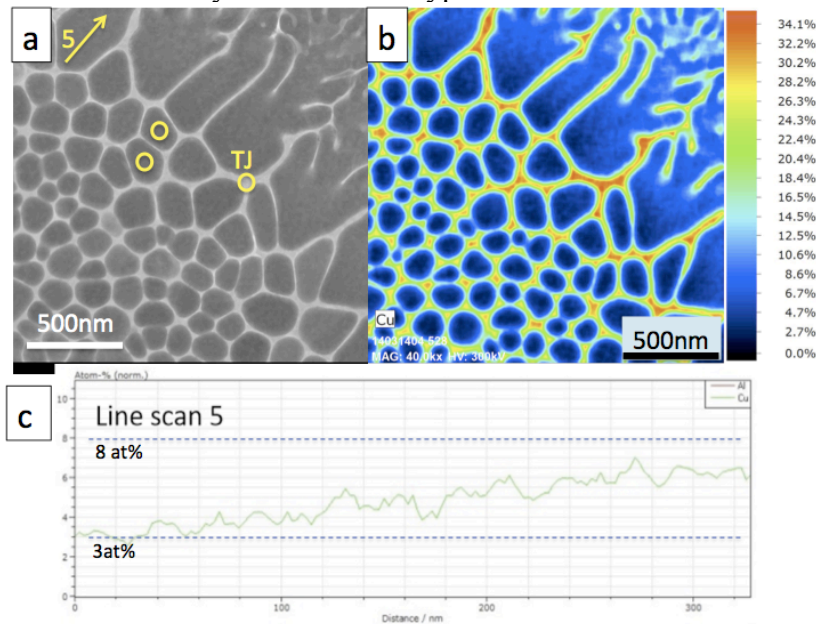 a
5
TJ
500nm
b
Cu
MAG: 40.0kx HV: 300kV
500nm
34.1%
32.2%
30.2%
28.2%
26.3%
24.3%
22.4%
20.4%
18.5%
16.5%
14.5%
12.5%
10.6%
8.6%
6.7%
4.7%
2.7%
0.0%
c
Atom-% (norm.)
Line scan 5
Al
Cu
10
8
8 at%
6
4
3at%
2
0
0
100
200
300
Distance / nm